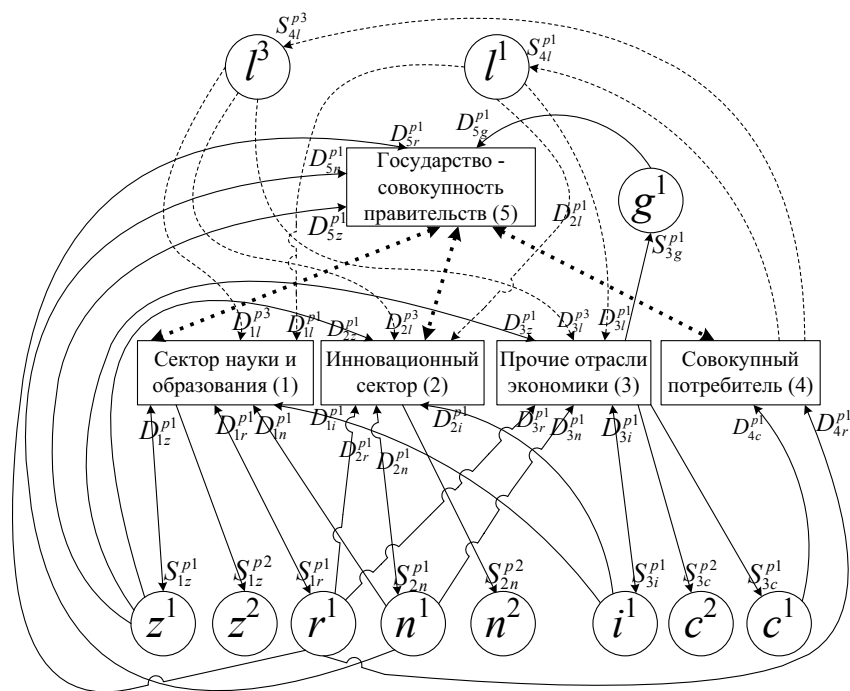 S_{4l}^{p3}
l^3
S_{4l}^{p1}
l^1
D_{5r}^{p1}
D_{5g}^{p1}
D_{5n}^{p1}
Государство -
совокупность
правительств (5)
D_{5z}^{p1}
g^1
D_{2l}^{p1}
S_{3g}^{p1}
D_{1l}^{p3}
D_{1l}^{p1}
D_{2z}^{p1}
D_{2l}^{p3}
D_{3z}^{p1}
D_{3l}^{p3}
D_{3l}^{p1}
Сектор науки и
образования (1)
Инновационный
сектор (2)
Прочие отрасли
экономики (3)
Совокупный
потребитель (4)
D_{1z}^{p1}
D_{1r}^{p1}
D_{1n}^{p1}
D_{1i}^{p1}
D_{2r}^{p1}
D_{2n}^{p1}
D_{2i}^{p1}
D_{3r}^{p1}
D_{3n}^{p1}
D_{3i}^{p1}
D_{4c}^{p1}
D_{4r}^{p1}
S_{1z}^{p1}
S_{1z}^{p2}
S_{1r}^{p1}
S_{2n}^{p1}
S_{2n}^{p2}
S_{3i}^{p1}
S_{3c}^{p2}
S_{3c}^{p1}
z^1
z^2
r^1
n^1
n^2
i^1
c^2
c^1